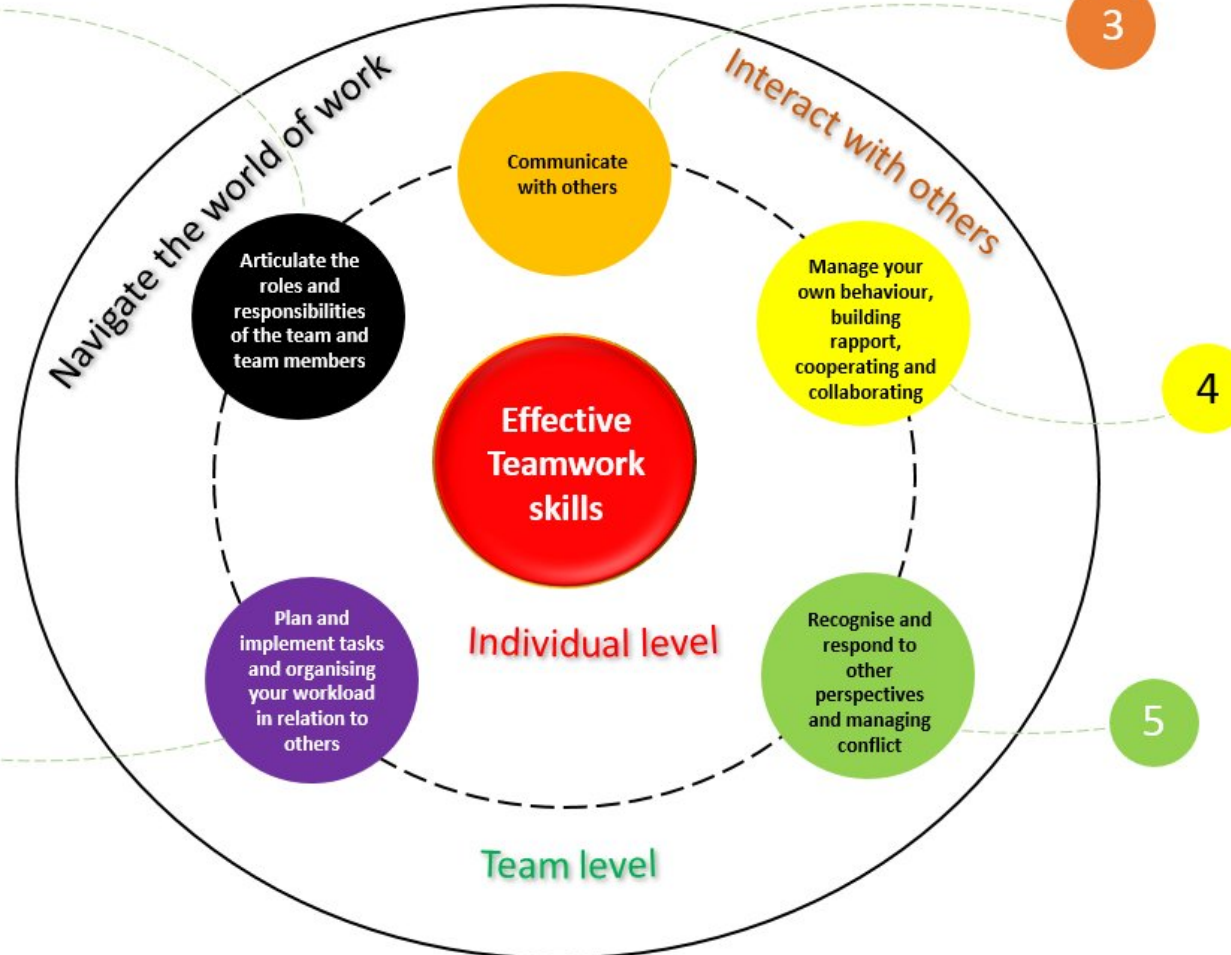 3
Navigate the world of work
Interact with others
Communicate
with others
Articulate the
roles and
responsibilities
of the team and
team members
Manage your
own behaviour,
building
rapport,
cooperating and
collaborating
4
Effective
Teamwork
skills
Individual level
Plan and
implement tasks
and organising
your workload
in relation to
others
Recognise and
respond to
other
perspectives
and managing
conflict
5
Team level